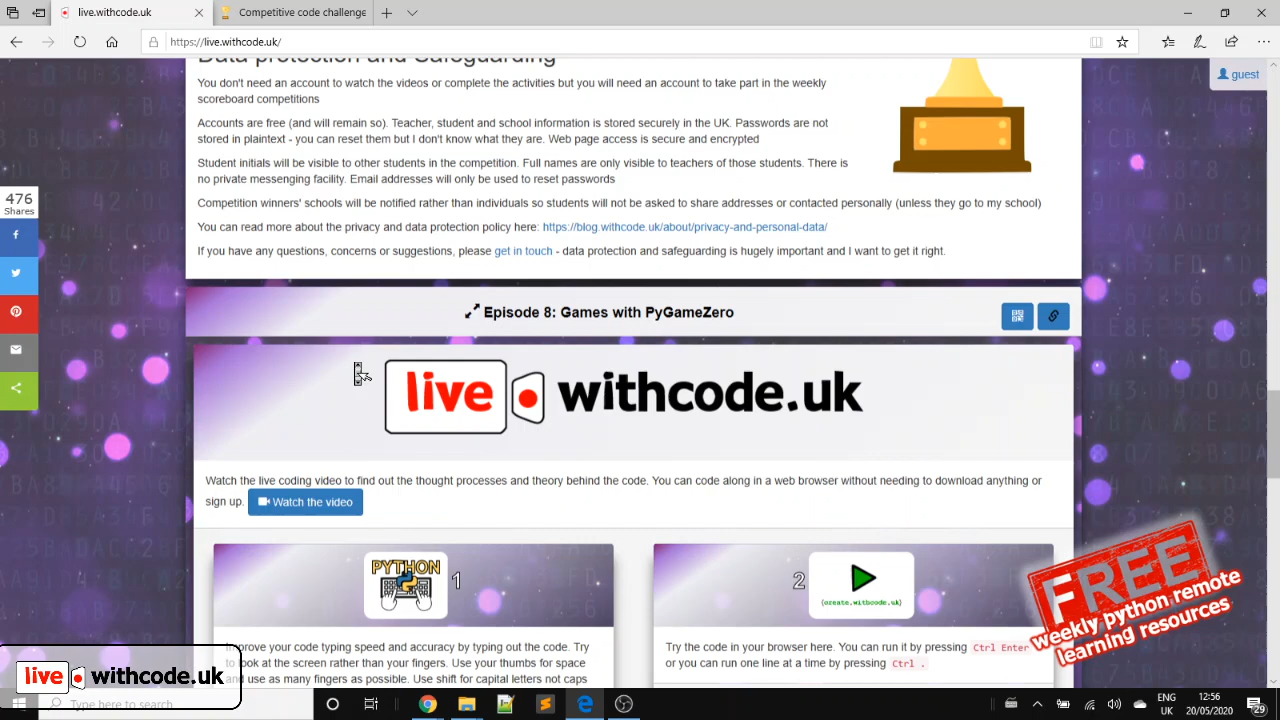 live.withcode.uk
Competitive code challenge
https://live.withcode.uk/
guest
Data protection and Safeguarding
You don't need an account to watch the videos or complete the activities but you will need an account to take part in the weekly
scoreboard competitions
Accounts are free (and will remain so). Teacher, student and school information is stored securely in the UK. Passwords are not
stored in plaintext - you can reset them but I don't know what they are. Web page access is secure and encrypted
Student initials will be visible to other students in the competition. Full names are only visible to teachers of those students. There is
no private messenging facility. Email addresses will only be used to reset passwords
Competition winners' schools will be notified rather than individuals so students will not be asked to share addresses or contacted personally (unless they go to my school)
You can read more about the privacy and data protection policy here: https://blog.withcode.uk/about/privacy-and-personal-data/
If you have any questions, concerns or suggestions, please get in touch - data protection and safeguarding is hugely important and I want to get it right.
476
Shares
Episode 8: Games with PyGameZero
live withcode.uk
Watch the live coding video to find out the thought processes and theory behind the code. You can code along in a web browser without needing to download anything or
sign up. Watch the video
PYTHON 1
2
{create.withcode.uk}
Improve your code typing speed and accuracy by typing out the code. Try
to look at the screen rather than your fingers. Use your thumbs for space
and use as many fingers as possible. Use shift for capital letters not caps
Try the code in your browser here. You can run it by pressing Ctrl Enter
or you can run one line at a time by pressing Ctrl .
FREE
weekly python remote
learning resources
live withcode.uk
Type here to search
ENG
UK
12:56
20/05/2020